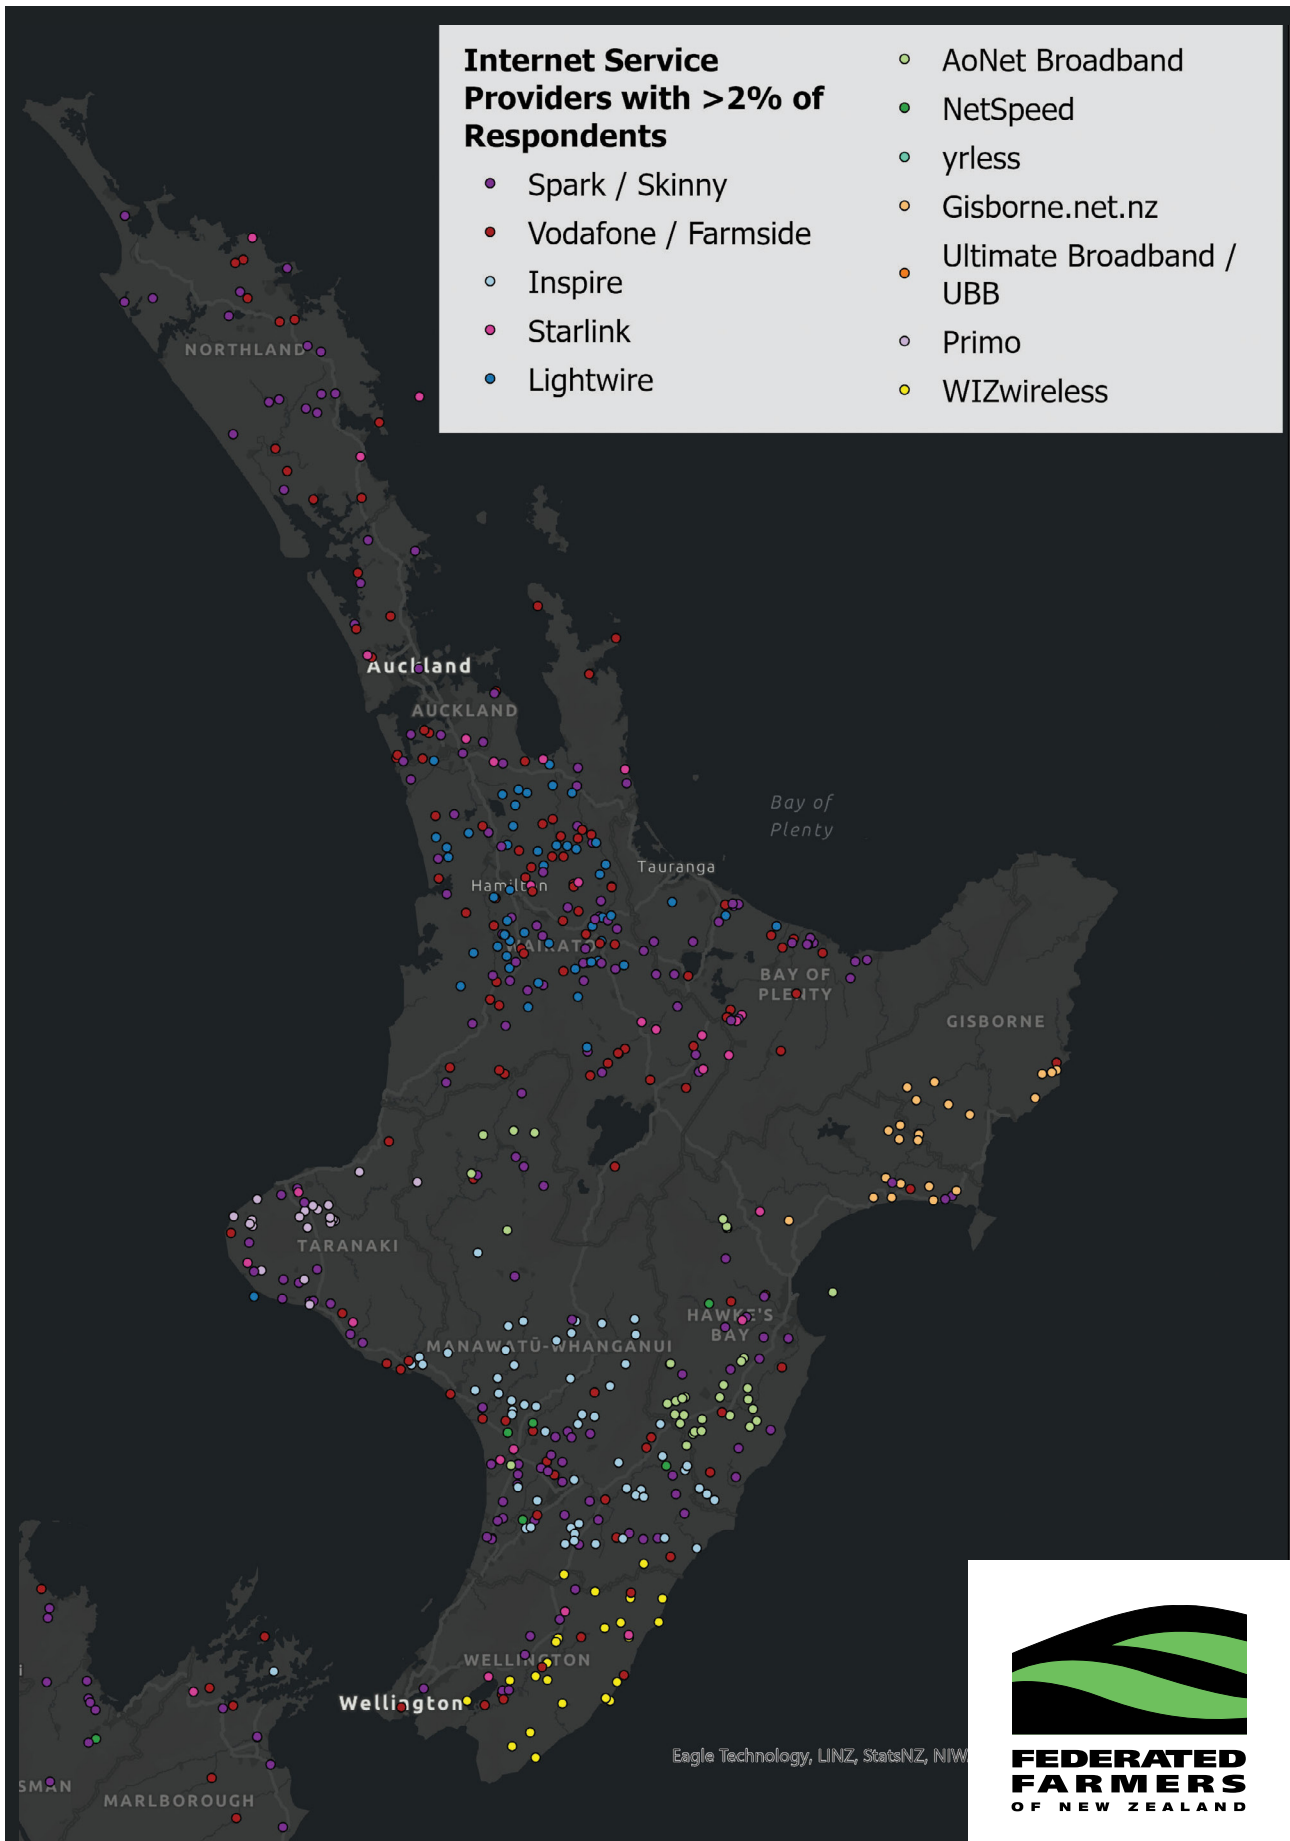 Internet Service
Providers with >2% of
Respondents
Spark / Skinny
Vodafone / Farmside
Inspire
Starlink
Lightwire
AoNet Broadband
NetSpeed
yrless
Gisborne.net.nz
Ultimate Broadband /
UBB
Primo
WIZwireless
NORTHLAND
Auckland
AUCKLAND
Bay of
Plenty
Tauranga
Hamilton
WAIKATO
BAY OF
PLENTY
GISBORNE
TARANAKI
HAWKE'S
BAY
MANAWATŪ-WHANGANUI
WELLINGTON
Wellington
SMAN
MARLBOROUGH
Eagle Technology, LINZ, StatsNZ, NIW
FEDERATED
FARMERS
OF NEW ZEALAND